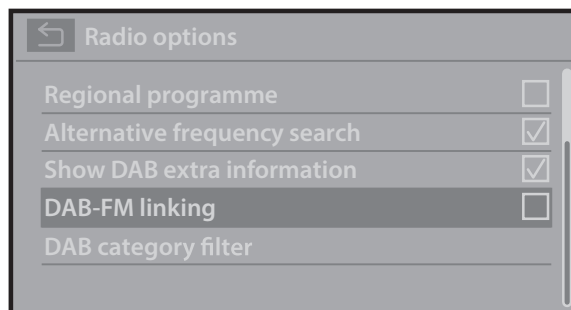 Radio options
Regional programme
Alternative frequency search
Show DAB extra information
DAB-FM linking
DAB category filter